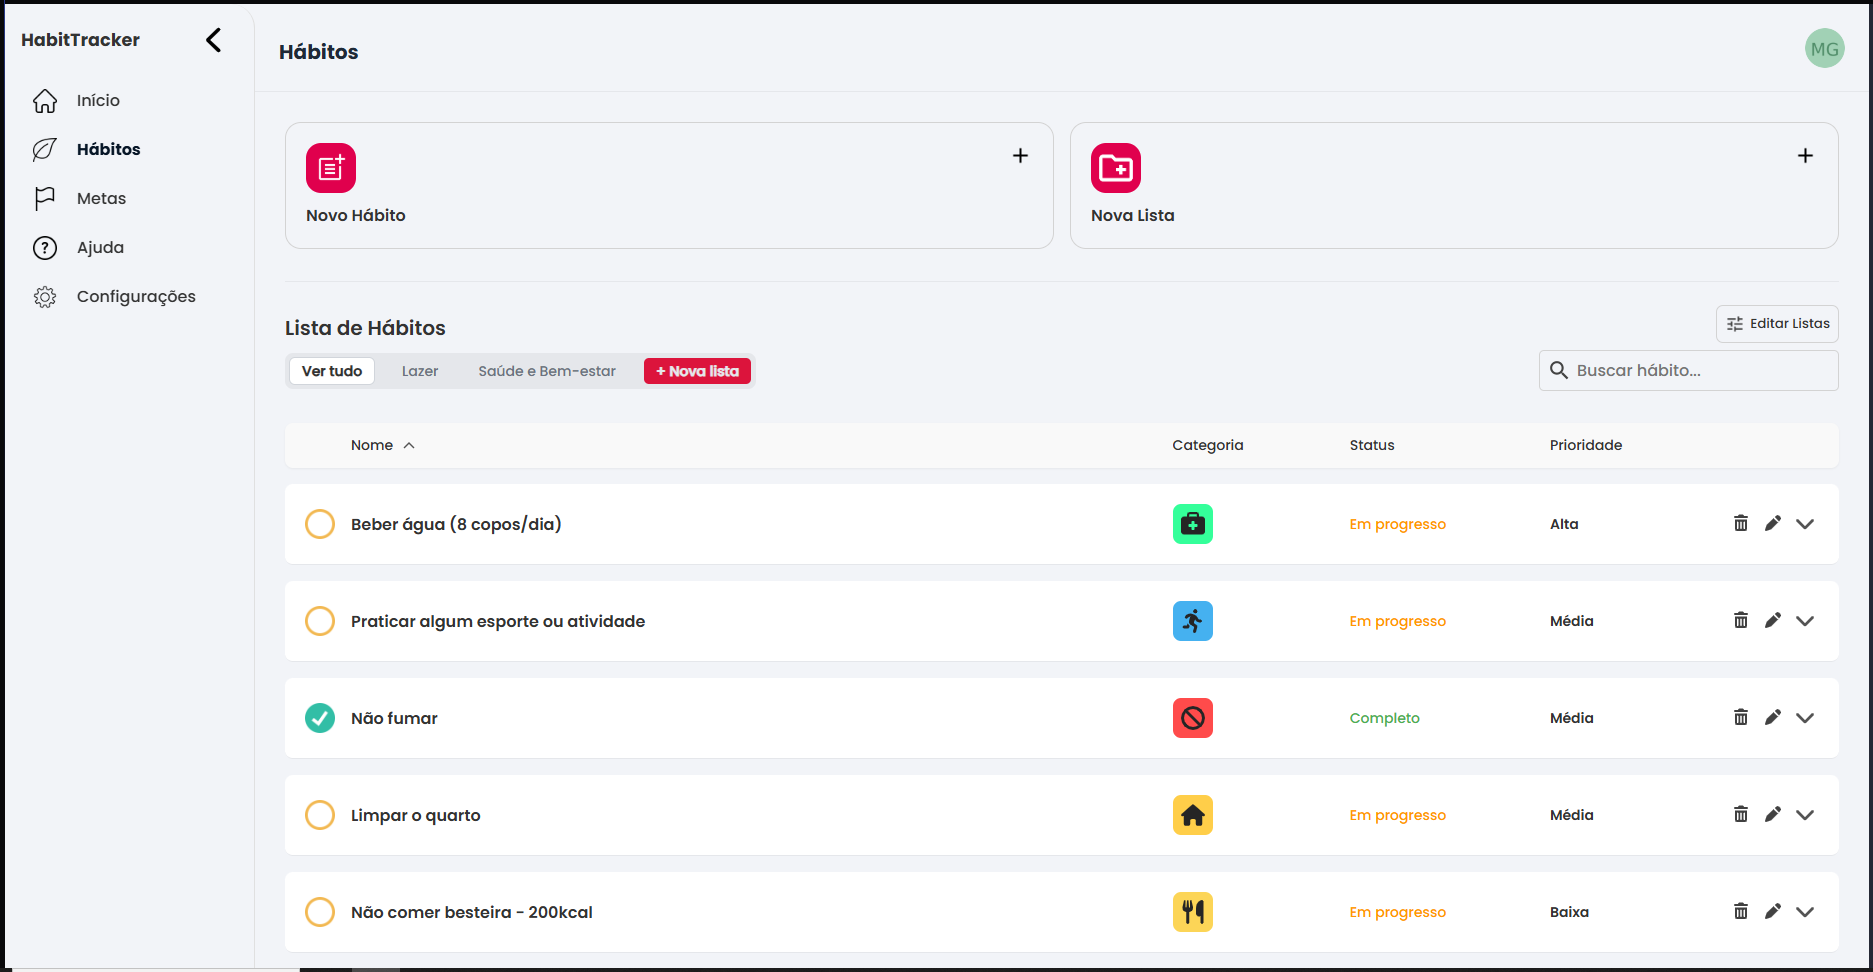 HabitTracker
Início
Hábitos
Metas
Ajuda
Configurações
Hábitos
MG
Novo Hábito
Nova Lista
Lista de Hábitos
Editar Listas
Ver tudo Lazer Saúde e Bem-estar + Nova lista
Buscar hábito...
Nome Categoria Status Prioridade
Beber água (8 copos/dia) Em progresso Alta
Praticar algum esporte ou atividade Em progresso Média
Não fumar Completo Média
Limpar o quarto Em progresso Média
Não comer besteira - 200kcal Em progresso Baixa